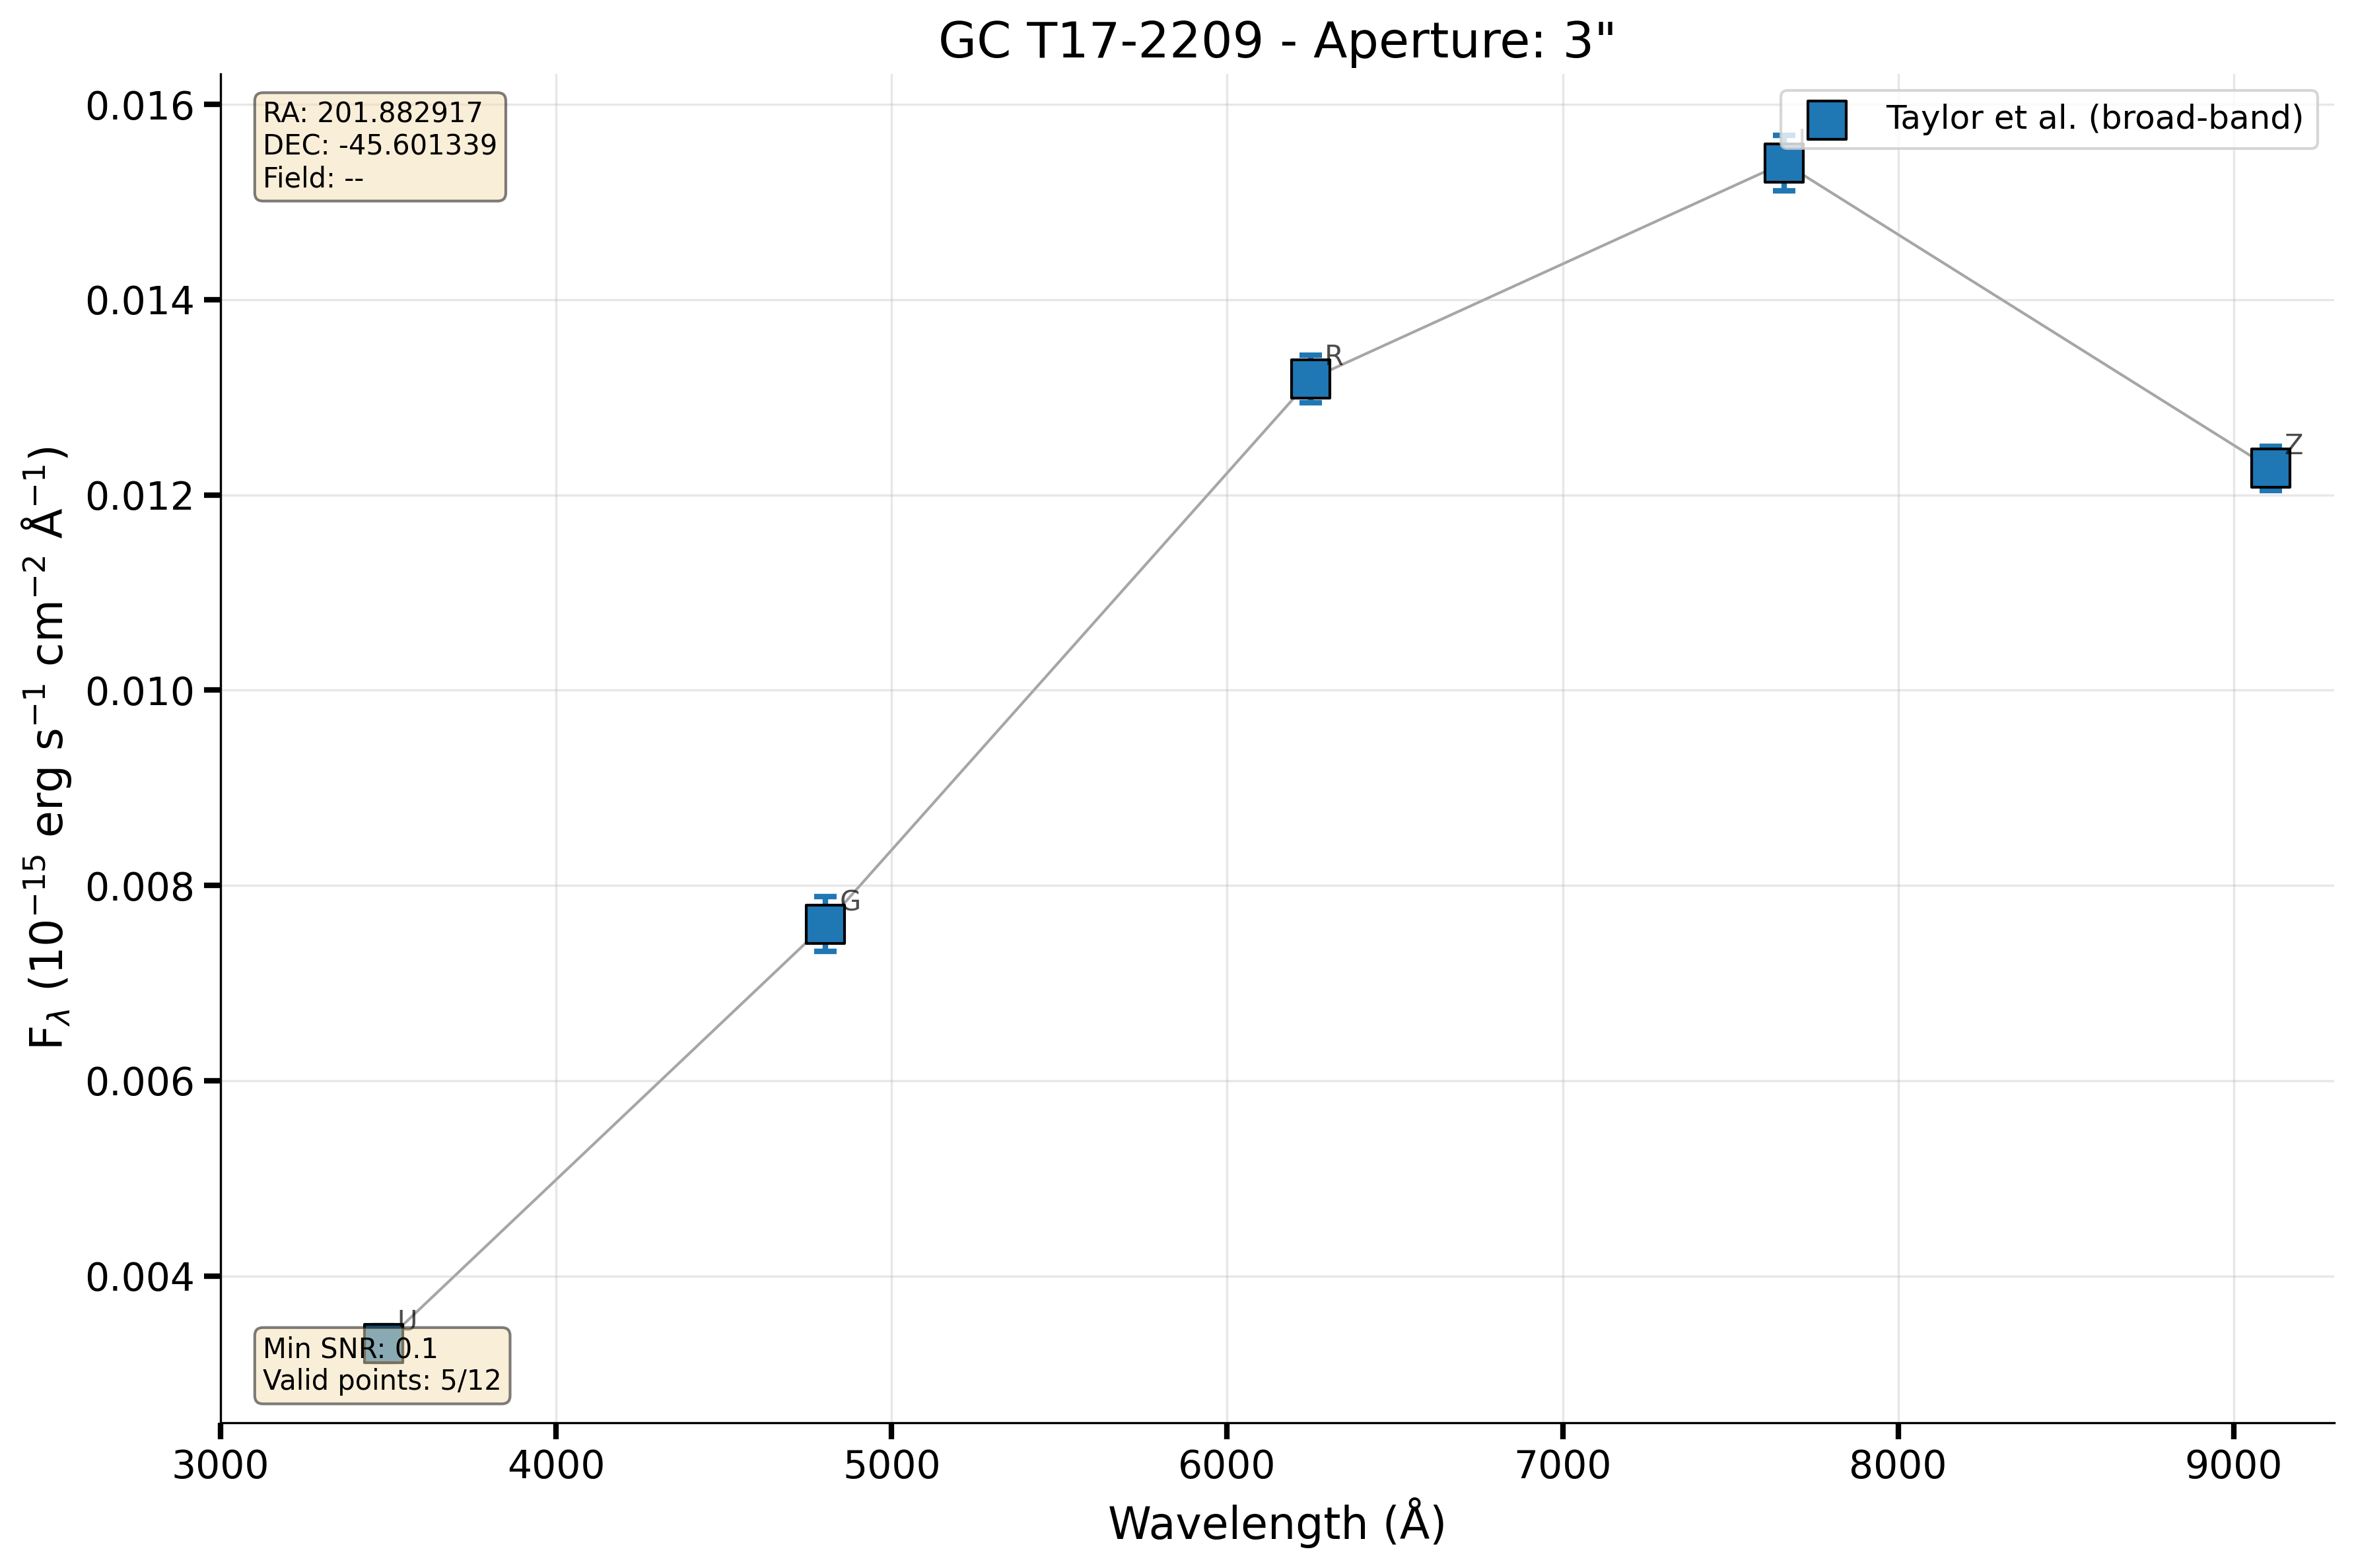 GC T17-2209 - Aperture: 3"
RA: 201.882917
DEC: -45.601339
Field: --
Taylor et al. (broad-band)
I
R
Z
G
U
Min SNR: 0.1
Valid points: 5/12
0.016
0.014
0.012
0.010
0.008
0.006
0.004
F_λ (10⁻¹⁵ erg s⁻¹ cm⁻² Å⁻¹)
3000 4000 5000 6000 7000 8000 9000
Wavelength (Å)